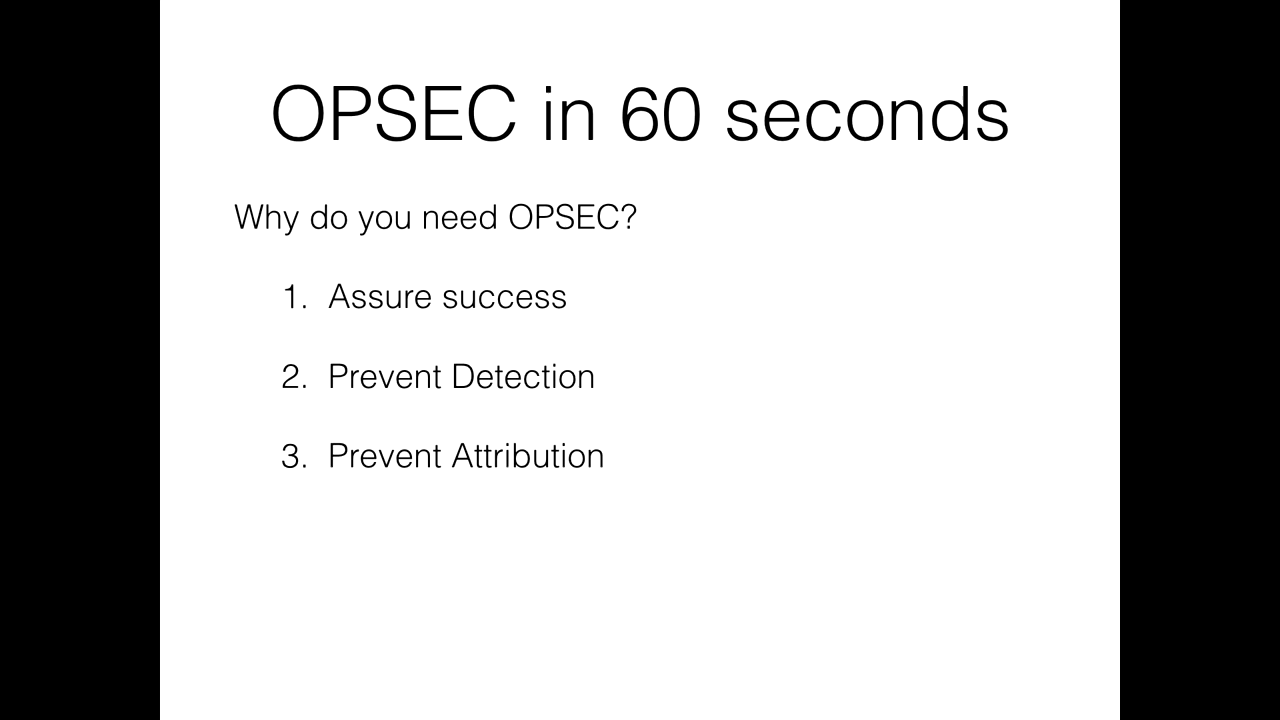 OPSEC in 60 seconds
Why do you need OPSEC?
1. Assure success
2. Prevent Detection
3. Prevent Attribution